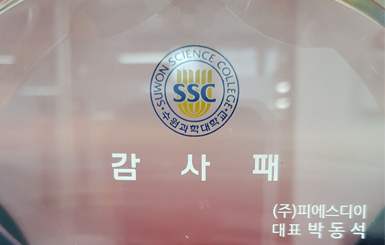 SUWON SCIENCE COLLEGE
SSC
수원과학대학교
감 사 패
(주)피에스디이
대표 박동석